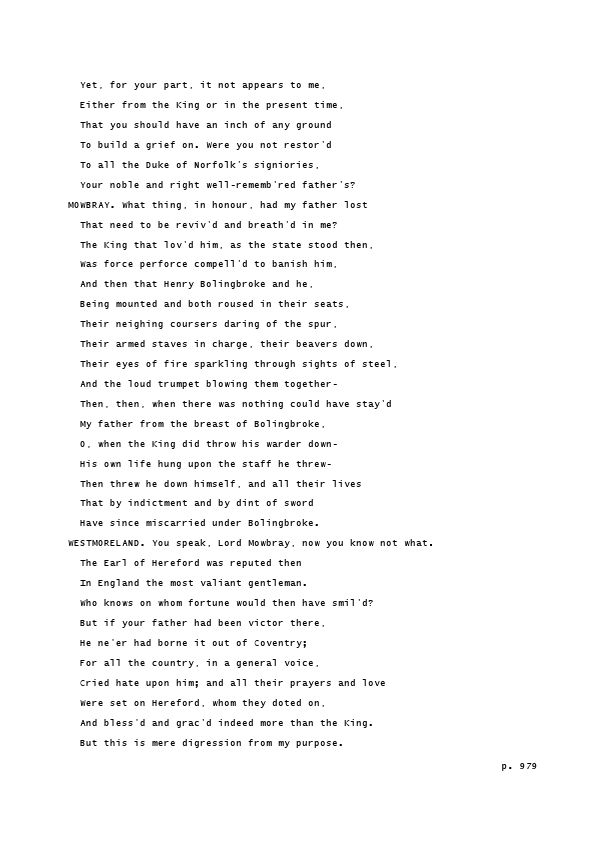 Yet, for your part, it not appears to me,
Either from the King or in the present time,
That you should have an inch of any ground
To build a grief on. Were you not restor'd
To all the Duke of Norfolk's signiories,
Your noble and right well-rememb'red father's?
MOWBRAY. What thing, in honour, had my father lost
That need to be reviv'd and breath'd in me?
The King that lov'd him, as the state stood then,
Was force perforce compell'd to banish him,
And then that Henry Bolingbroke and he,
Being mounted and both roused in their seats,
Their neighing coursers daring of the spur,
Their armed staves in charge, their beavers down,
Their eyes of fire sparkling through sights of steel,
And the loud trumpet blowing them together-
Then, then, when there was nothing could have stay'd
My father from the breast of Bolingbroke,
O, when the King did throw his warder down-
His own life hung upon the staff he threw-
Then threw he down himself, and all their lives
That by indictment and by dint of sword
Have since miscarried under Bolingbroke.
WESTMORELAND. You speak, Lord Mowbray, now you know not what.
The Earl of Hereford was reputed then
In England the most valiant gentleman.
Who knows on whom fortune would then have smil'd?
But if your father had been victor there,
He ne'er had borne it out of Coventry;
For all the country, in a general voice,
Cried hate upon him; and all their prayers and love
Were set on Hereford, whom they doted on,
And bless'd and grac'd indeed more than the King.
But this is mere digression from my purpose.
p. 979